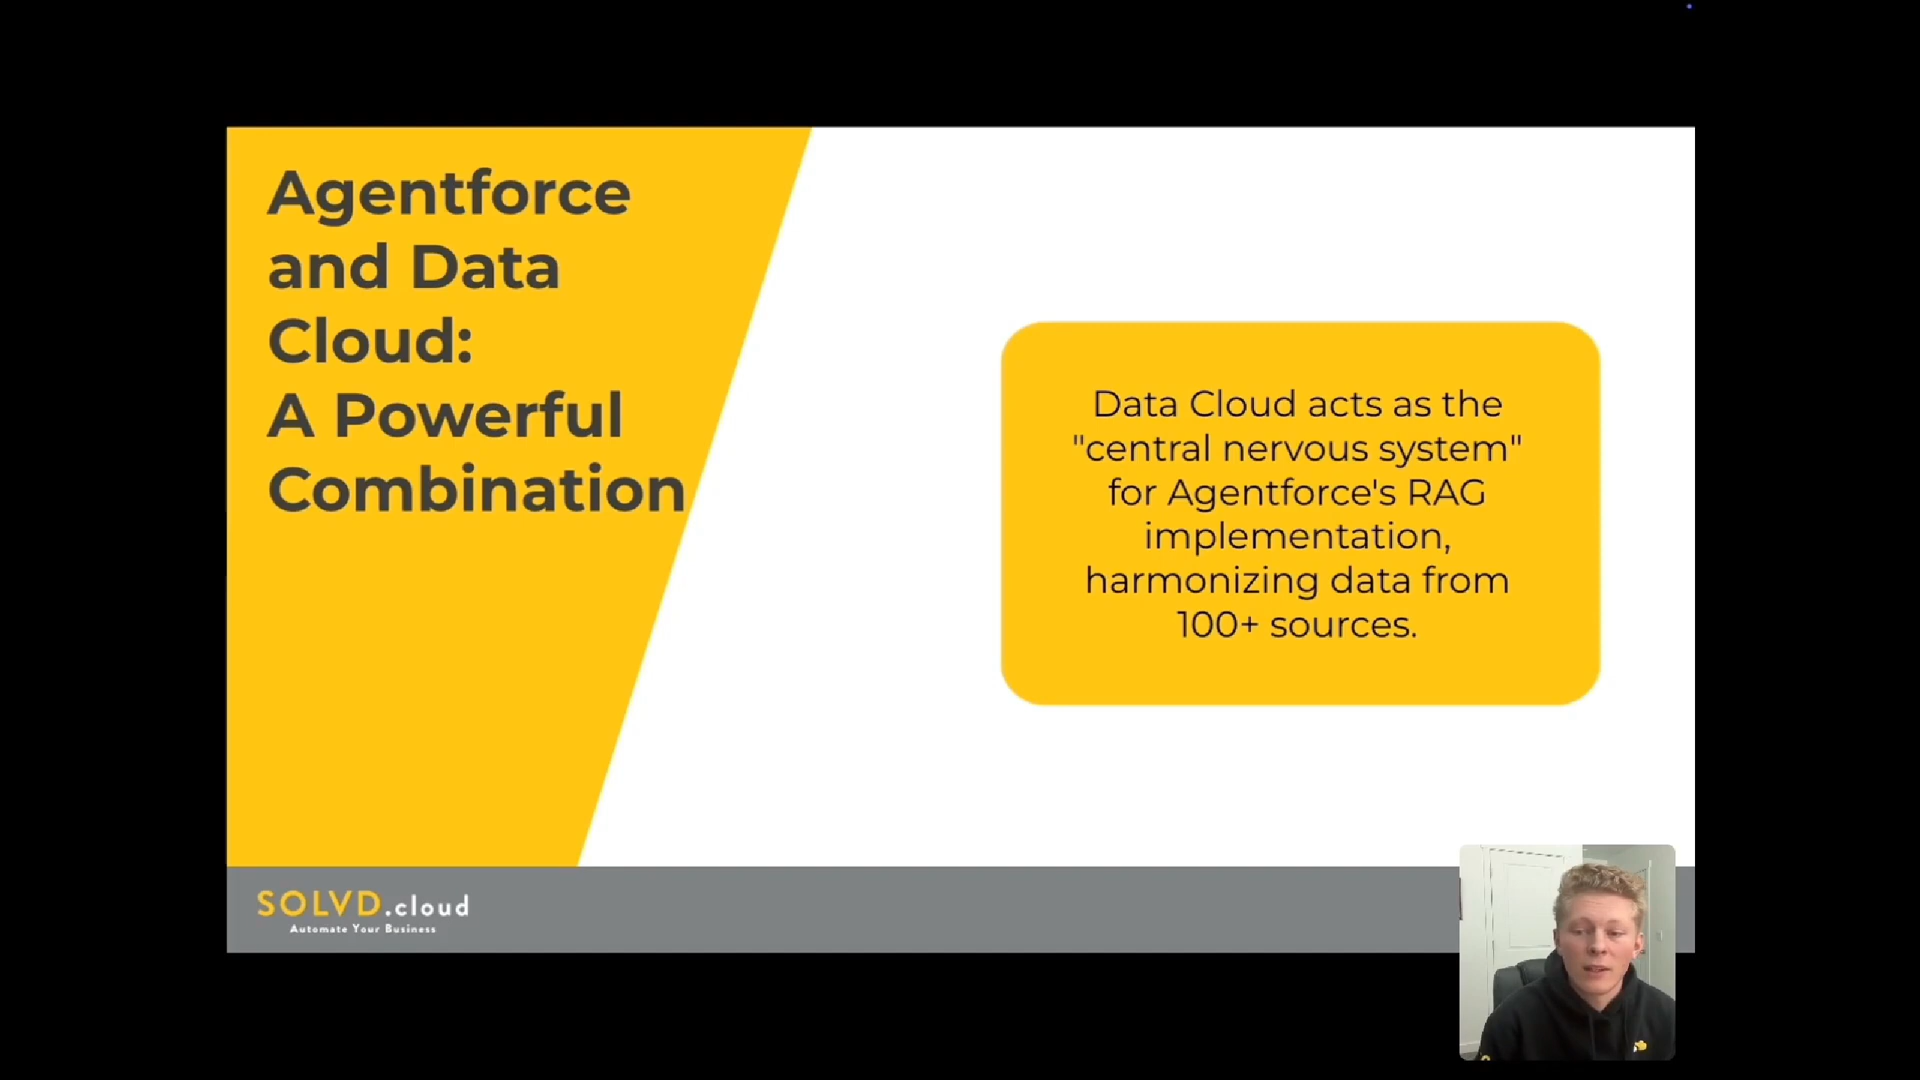 Agentforce
and Data
Cloud:
A Powerful
Combination
Data Cloud acts as the
"central nervous system"
for Agentforce's RAG
implementation,
harmonizing data from
100+ sources.
SOLVD.cloud
Automate Your Business